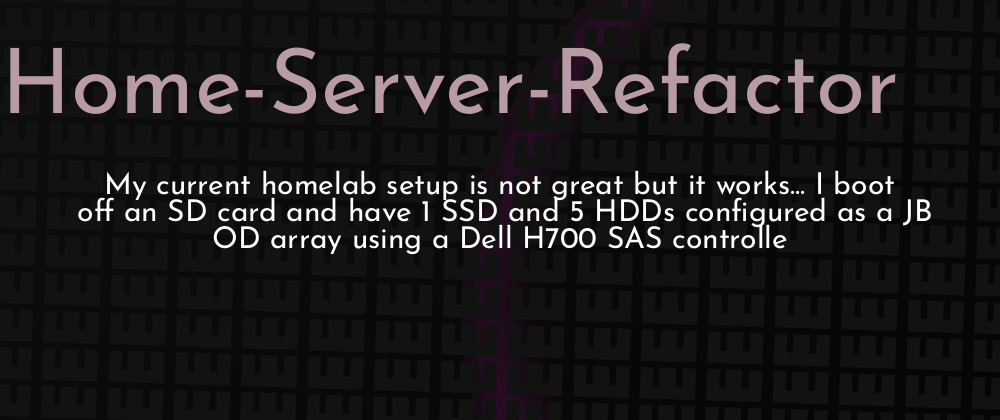 Home-Server-Refactor
My current homelab setup is not great but it works... I boot
off an SD card and have 1 SSD and 5 HDDs configured as a JB
OD array using a Dell H700 SAS controlle